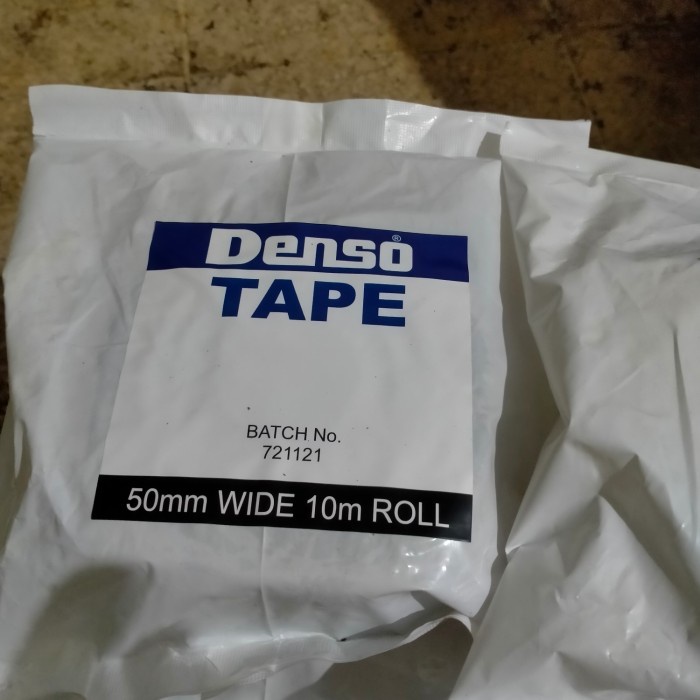 Denso®
TAPE
BATCH No.
721121
50mm WIDE 10m ROLL